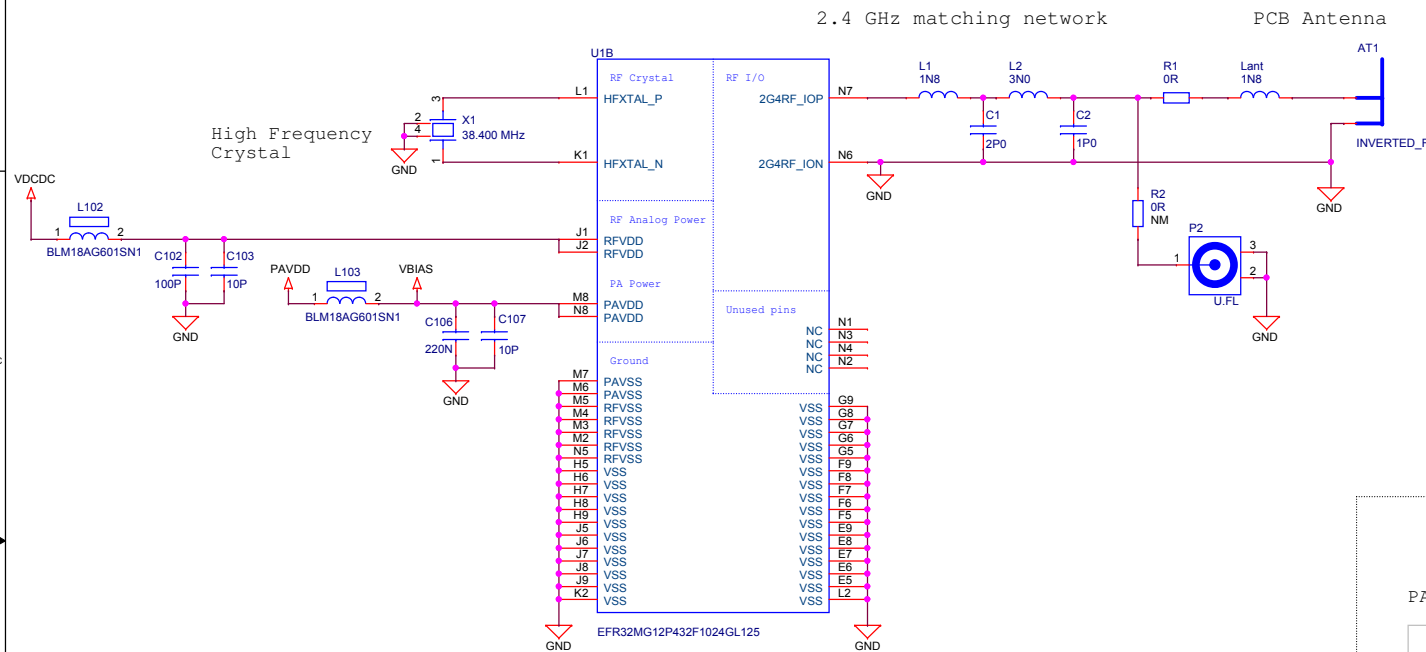 2.4 GHz matching network
PCB Antenna
U1B
RF Crystal
RF I/O
L1
HFXTAL_P
K1
HFXTAL_N
3
2
4
1
X1
38.400 MHz
High Frequency
Crystal
GND
2G4RF_IOP
N7
2G4RF_ION
N6
GND
L1
1N8
L2
3N0
C1
2P0
C2
1P0
R1
0R
Lant
1N8
AT1
INVERTED_F
GND
R2
0R
NM
P2
1
3
2
U.FL
GND
VDCDC
L102
1
2
BLM18AG601SN1
C102
100P
C103
10P
GND
RF Analog Power
J1
RFVDD
J2
RFVDD
PAVDD
L103
1
2
BLM18AG601SN1
VBIAS
C106
220N
C107
10P
GND
PA Power
M8
PAVDD
N8
PAVDD
Unused pins
NC N1
NC N3
NC N4
NC N2
Ground
M7 PAVSS
M6 PAVSS
M5 RFVSS
M4 RFVSS
M3 RFVSS
M2 RFVSS
N5 RFVSS
H5 VSS
H6 VSS
H7 VSS
H8 VSS
H9 VSS
J5 VSS
J6 VSS
J7 VSS
J8 VSS
J9 VSS
K2 VSS
GND
VSS G9
VSS G8
VSS G7
VSS G6
VSS G5
VSS F9
VSS F8
VSS F7
VSS F6
VSS F5
VSS E9
VSS E8
VSS E7
VSS E6
VSS E5
VSS L2
GND
EFR32MG12P432F1024GL125
PA